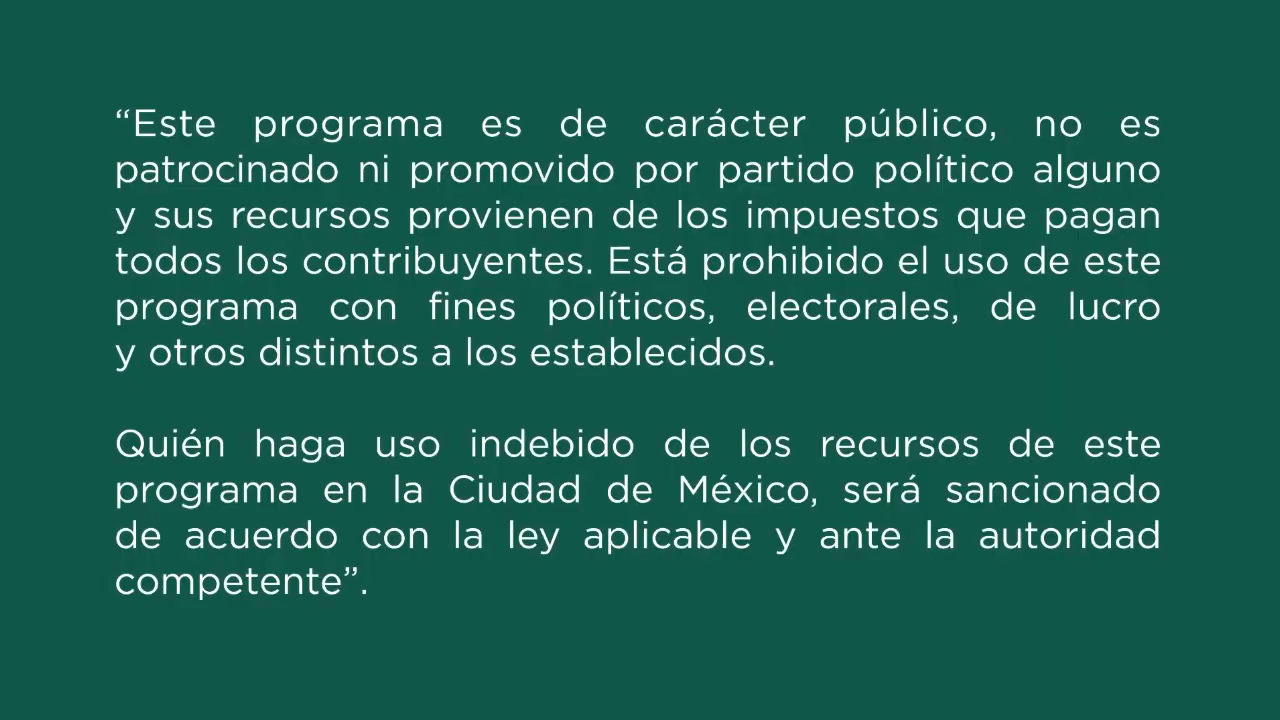 “Este programa es de carácter público, no es
patrocinado ni promovido por partido político alguno
y sus recursos provienen de los impuestos que pagan
todos los contribuyentes. Está prohibido el uso de este
programa con fines políticos, electorales, de lucro
y otros distintos a los establecidos.
Quién haga uso indebido de los recursos de este
programa en la Ciudad de México, será sancionado
de acuerdo con la ley aplicable y ante la autoridad
competente”.